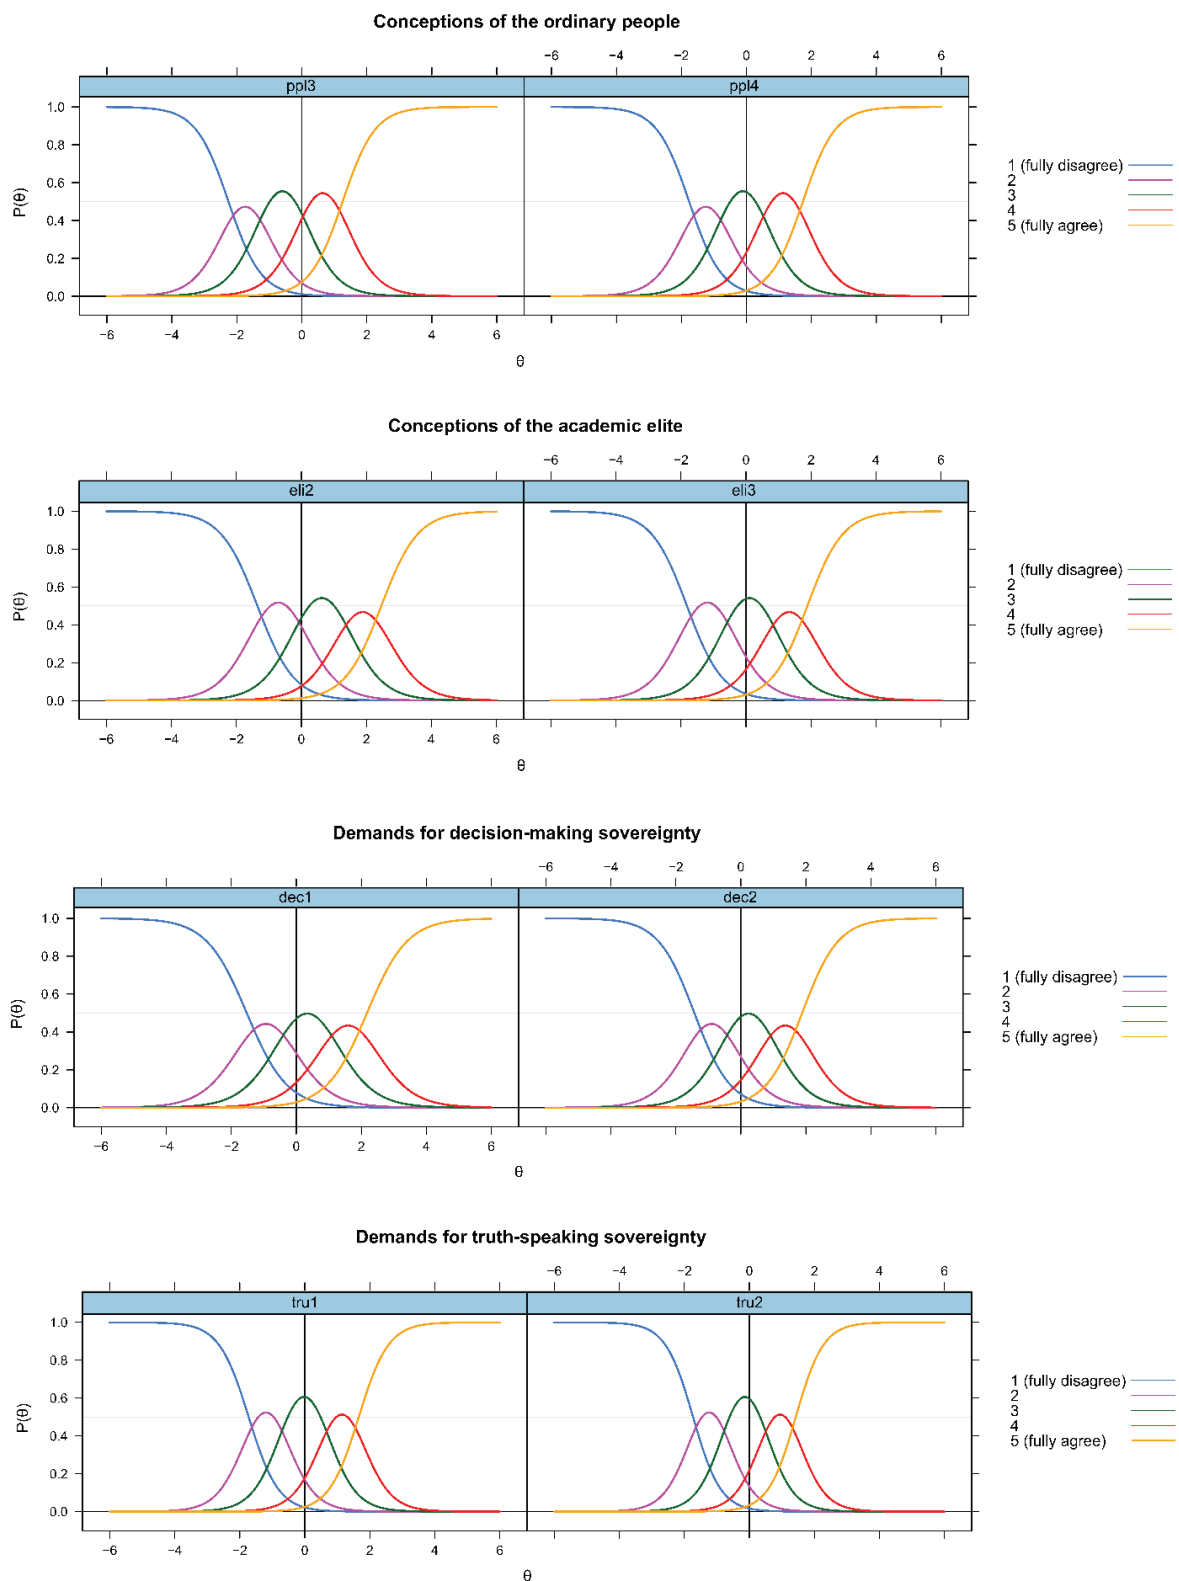 Conceptions of the ordinary people
−6 −4 −2 0 2 4 6
ppl3 ppl4
1.0
0.8
0.6
0.4
0.2
0.0
P(θ)
−6 −4 −2 0 2 4 6
θ
1 (fully disagree)
2
3
4
5 (fully agree)
Conceptions of the academic elite
−6 −4 −2 0 2 4 6
eli2 eli3
1.0
0.8
0.6
0.4
0.2
0.0
P(θ)
−6 −4 −2 0 2 4 6
θ
1 (fully disagree)
2
3
4
5 (fully agree)
Demands for decision-making sovereignty
−6 −4 −2 0 2 4 6
dec1 dec2
1.0
0.8
0.6
0.4
0.2
0.0
P(θ)
−6 −4 −2 0 2 4 6
θ
1 (fully disagree)
2
3
4
5 (fully agree)
Demands for truth-speaking sovereignty
−6 −4 −2 0 2 4 6
tru1 tru2
1.0
0.8
0.6
0.4
0.2
0.0
P(θ)
−6 −4 −2 0 2 4 6
θ
1 (fully disagree)
2
3
4
5 (fully agree)